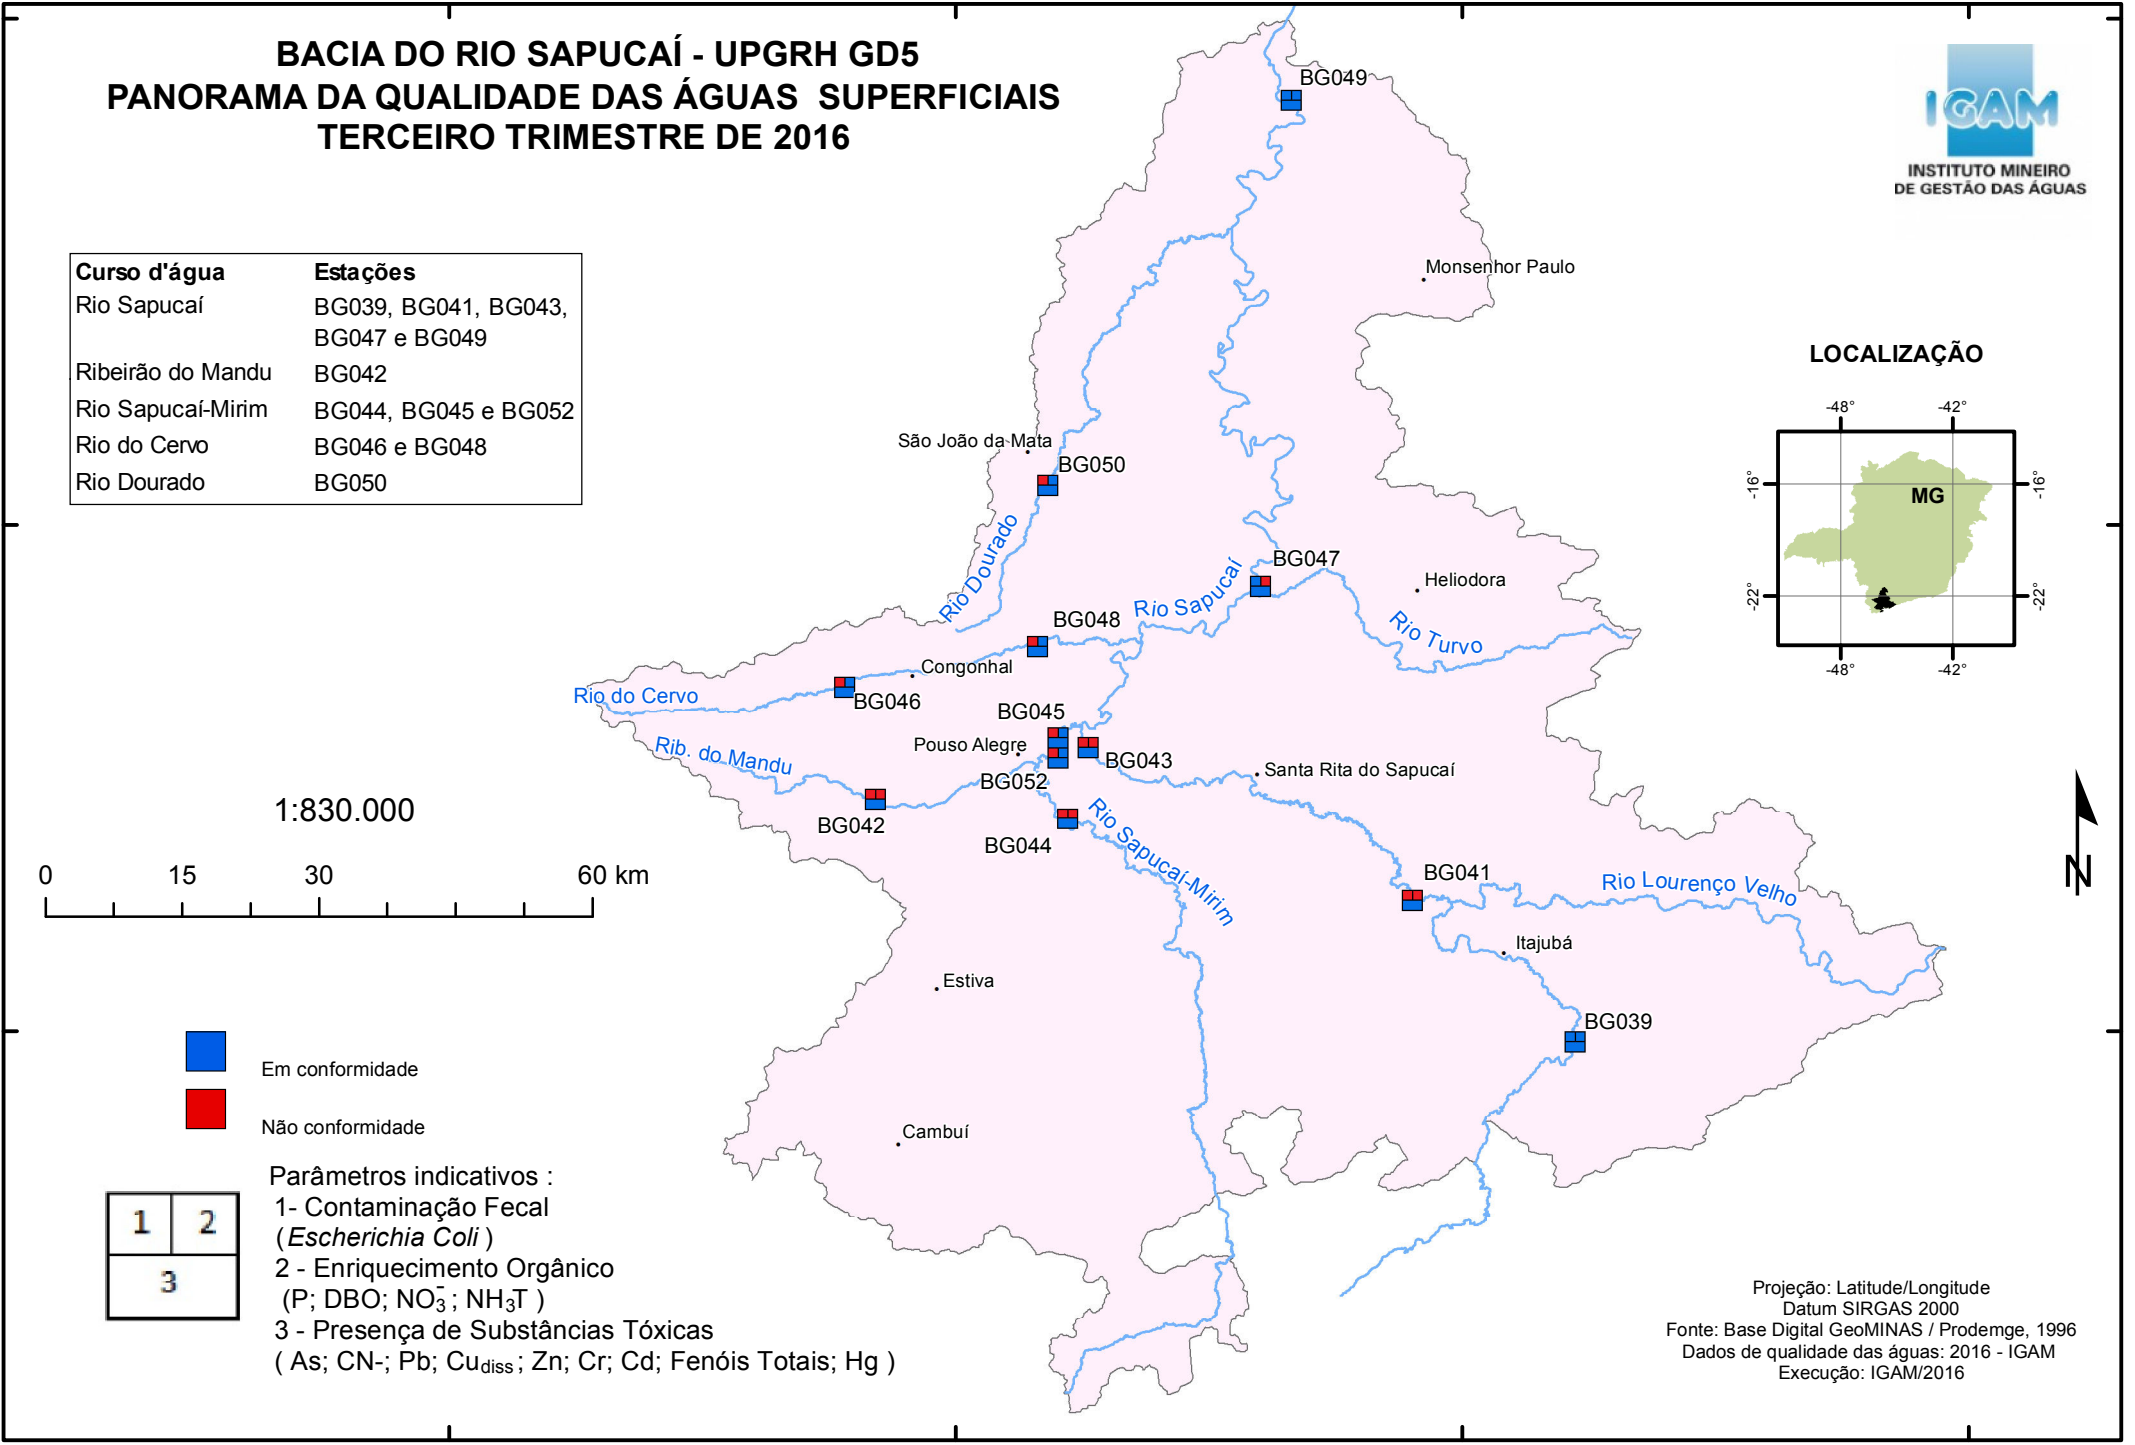 BACIA DO RIO SAPUCAÍ - UPGRH GD5
PANORAMA DA QUALIDADE DAS ÁGUAS SUPERFICIAIS
TERCEIRO TRIMESTRE DE 2016
IGAM
INSTITUTO MINEIRO
DE GESTÃO DAS ÁGUAS
Curso d'água Estações
Rio Sapucaí BG039, BG041, BG043,
BG047 e BG049
Ribeirão do Mandu BG042
Rio Sapucaí-Mirim BG044, BG045 e BG052
Rio do Cervo BG046 e BG048
Rio Dourado BG050
BG049
Monsenhor Paulo
São João da Mata
BG050
Rio Dourado
BG047
Rio Sapucaí
Heliodora
Rio Turvo
BG048
Congonhal
Rio do Cervo
BG046
BG045
Pouso Alegre
BG043
Rib. do Mandu
BG052
Santa Rita do Sapucaí
BG042
BG044
Rio Sapucaí-Mirim
BG041
Rio Lourenço Velho
Itajubá
Estiva
BG039
Cambuí
LOCALIZAÇÃO
-48° -42°
-16° -16°
MG
-22° -22°
-48° -42°
N
1:830.000
0 15 30 60 km
Em conformidade
Não conformidade
1 2
3
Parâmetros indicativos :
1- Contaminação Fecal
(Escherichia Coli )
2 - Enriquecimento Orgânico
(P; DBO; NO₃⁻; NH₃T )
3 - Presença de Substâncias Tóxicas
( As; CN-; Pb; Cu diss ; Zn; Cr; Cd; Fenóis Totais; Hg )
Projeção: Latitude/Longitude
Datum SIRGAS 2000
Fonte: Base Digital GeoMINAS / Prodemge, 1996
Dados de qualidade das águas: 2016 - IGAM
Execução: IGAM/2016